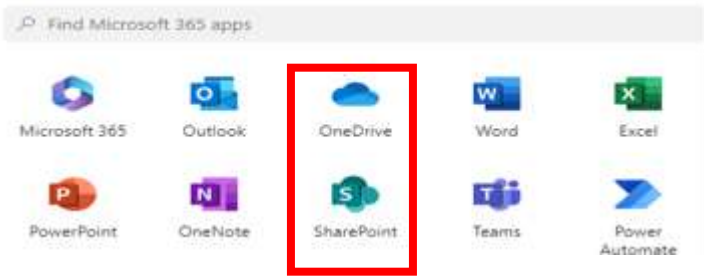 Find Microsoft 365 apps
Microsoft 365 Outlook OneDrive Word Excel
PowerPoint OneNote SharePoint Teams Power
Automate